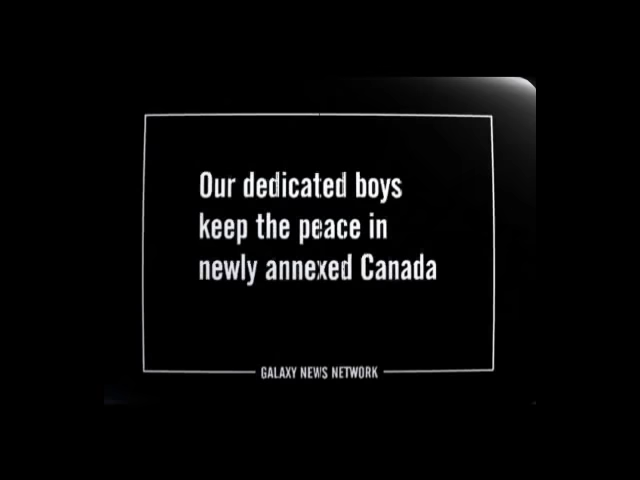 Our dedicated boys
keep the peace in
newly annexed Canada
GALAXY NEWS NETWORK